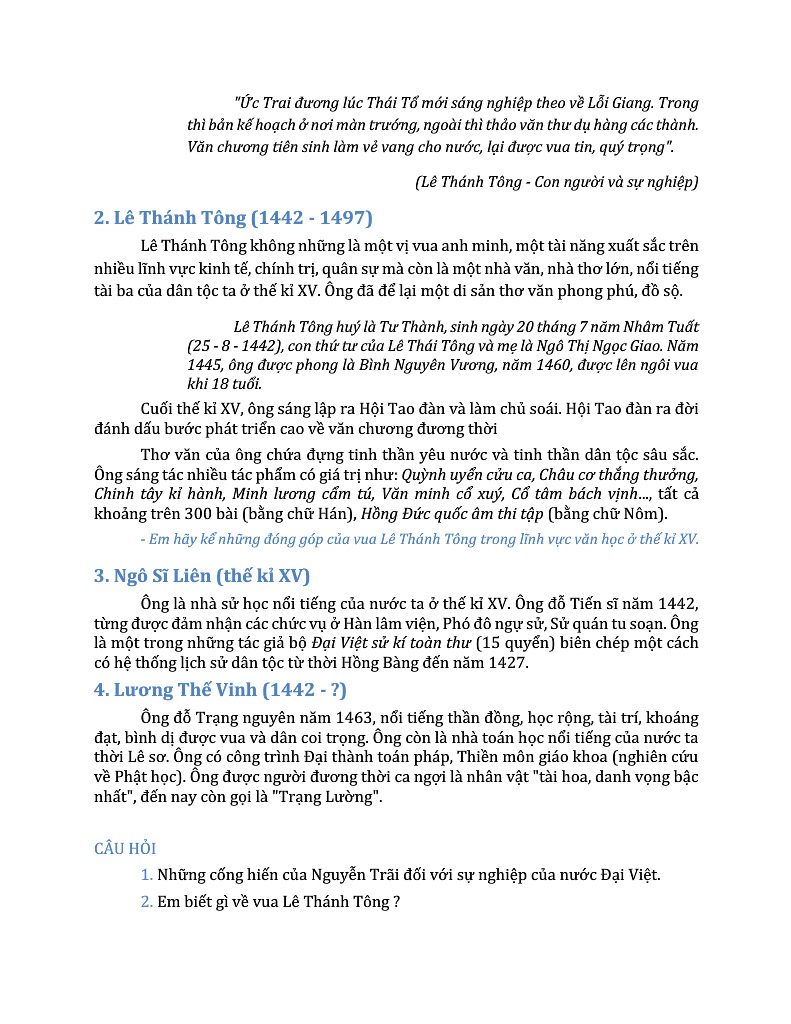 "Ức Trai đương lúc Thái Tổ mới sáng nghiệp theo về Lỗi Giang. Trong
thì bản kế hoạch ở nơi màn trướng, ngoài thì thảo văn thư dụ hàng các thành.
Văn chương tiên sinh làm vẻ vang cho nước, lại được vua tin, quý trọng".
(Lê Thánh Tông - Con người và sự nghiệp)
2. Lê Thánh Tông (1442 - 1497)
Lê Thánh Tông không những là một vị vua anh minh, một tài năng xuất sắc trên
nhiều lĩnh vực kinh tế, chính trị, quân sự mà còn là một nhà văn, nhà thơ lớn, nổi tiếng
tài ba của dân tộc ta ở thế kỉ XV. Ông đã để lại một di sản thơ văn phong phú, đồ sộ.
Lê Thánh Tông huý là Tư Thành, sinh ngày 20 tháng 7 năm Nhâm Tuất
(25 - 8 - 1442), con thứ tư của Lê Thái Tông và mẹ là Ngô Thị Ngọc Giao. Năm
1445, ông được phong là Bình Nguyên Vương, năm 1460, được lên ngôi vua
khi 18 tuổi.
Cuối thế kỉ XV, ông sáng lập ra Hội Tao đàn và làm chủ soái. Hội Tao đàn ra đời
đánh dấu bước phát triển cao về văn chương đương thời
Thơ văn của ông chứa đựng tinh thần yêu nước và tinh thần dân tộc sâu sắc.
Ông sáng tác nhiều tác phẩm có giá trị như: Quỳnh uyển cửu ca, Châu cơ thắng thưởng,
Chinh tây kỉ hành, Minh lương cẩm tú, Văn minh cổ xuý, Cổ tâm bách vịnh..., tất cả
khoảng trên 300 bài (bằng chữ Hán), Hồng Đức quốc âm thi tập (bằng chữ Nôm).
- Em hãy kể những đóng góp của vua Lê Thánh Tông trong lĩnh vực văn học ở thế kỉ XV.
3. Ngô Sĩ Liên (thế kỉ XV)
Ông là nhà sử học nổi tiếng của nước ta ở thế kỉ XV. Ông đỗ Tiến sĩ năm 1442,
từng được đảm nhận các chức vụ ở Hàn lâm viện, Phó đô ngự sử, Sử quán tu soạn. Ông
là một trong những tác giả bộ Đại Việt sử kí toàn thư (15 quyển) biên chép một cách
có hệ thống lịch sử dân tộc từ thời Hồng Bàng đến năm 1427.
4. Lương Thế Vinh (1442 - ?)
Ông đỗ Trạng nguyên năm 1463, nổi tiếng thần đồng, học rộng, tài trí, khoáng
đạt, bình dị được vua và dân coi trọng. Ông còn là nhà toán học nổi tiếng của nước ta
thời Lê sơ. Ông có công trình Đại thành toán pháp, Thiền môn giáo khoa (nghiên cứu
về Phật học). Ông được người đương thời ca ngợi là nhân vật "tài hoa, danh vọng bậc
nhất", đến nay còn gọi là "Trạng Lường".
CÂU HỎI
1. Những cống hiến của Nguyễn Trãi đối với sự nghiệp của nước Đại Việt.
2. Em biết gì về vua Lê Thánh Tông ?